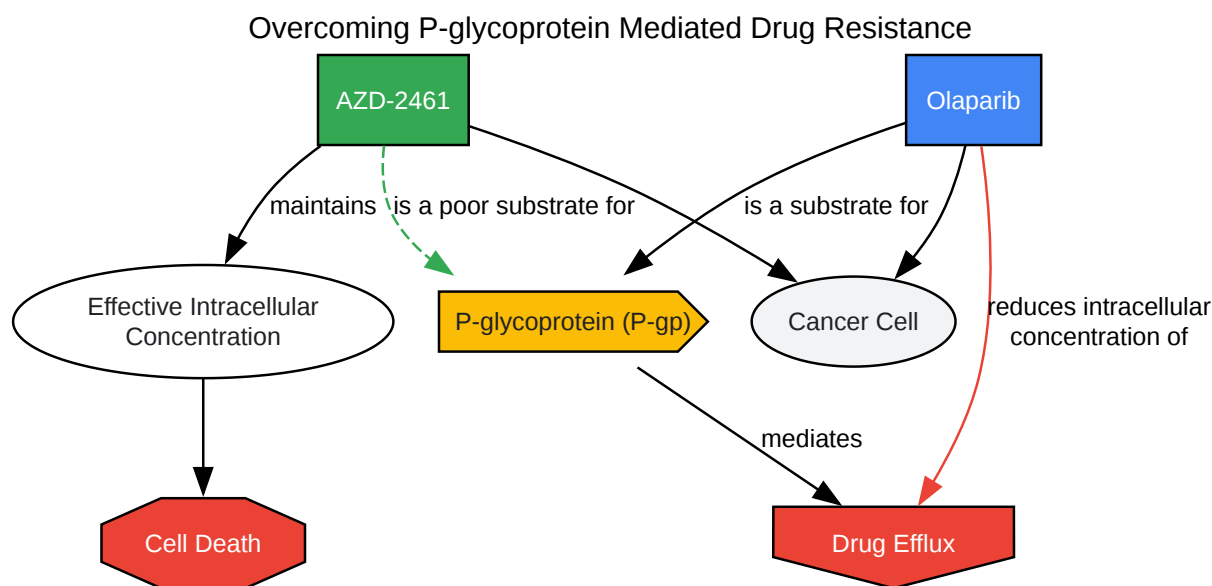 Overcoming P-glycoprotein Mediated Drug Resistance
AZD-2461
Olaparib
maintains
is a poor substrate for
is a substrate for
Effective Intracellular
Concentration
P-glycoprotein (P-gp)
Cancer Cell
reduces intracellular
concentration of
mediates
Cell Death
Drug Efflux